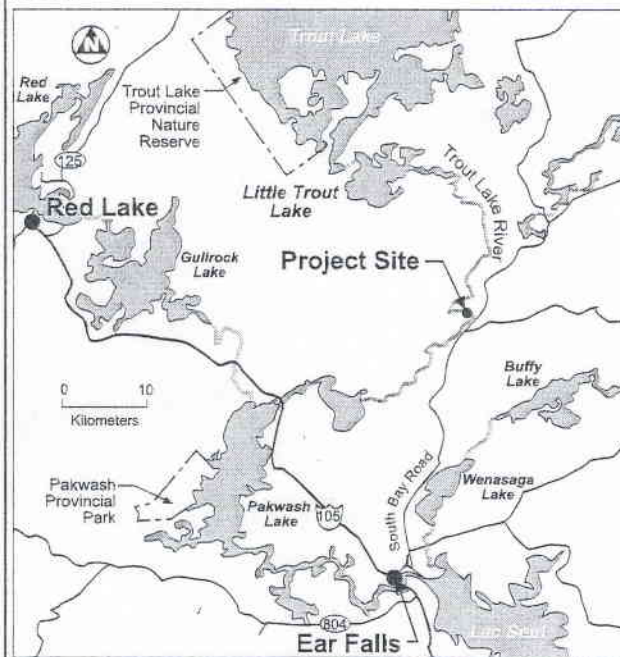 N
Trout Lake
Red
Lake
Trout Lake
Provincial
Nature
Reserve
125
Little Trout
Lake
Trout Lake
River
Red Lake
Gullrock
Lake
Project Site
Buffy
Lake
0 10
Kilometers
South Bay Road
Wenasaga
Lake
Pakwash
Provincial
Park
Pakwash
Lake
105
804
Ear Falls
Lac Seul